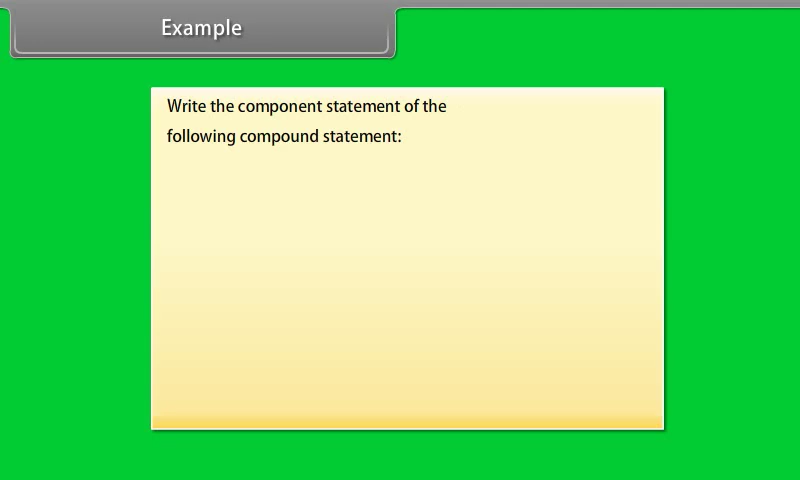 Example
Write the component statement of the
following compound statement: